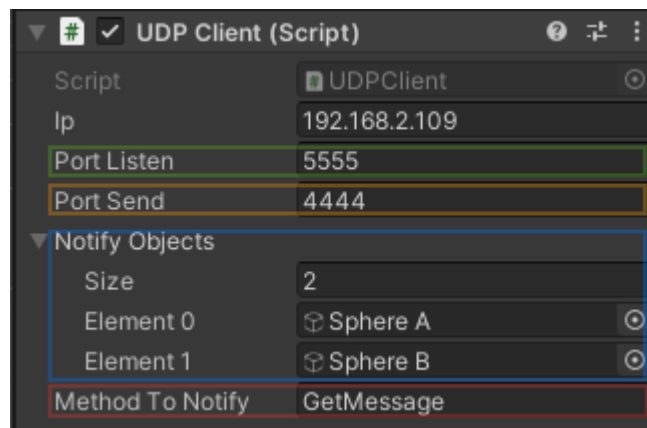 # UDP Client (Script)
Script # UDPClient
Ip 192.168.2.109
Port Listen 5555
Port Send 4444
Notify Objects
Size 2
Element 0 Sphere A
Element 1 Sphere B
Method To Notify GetMessage